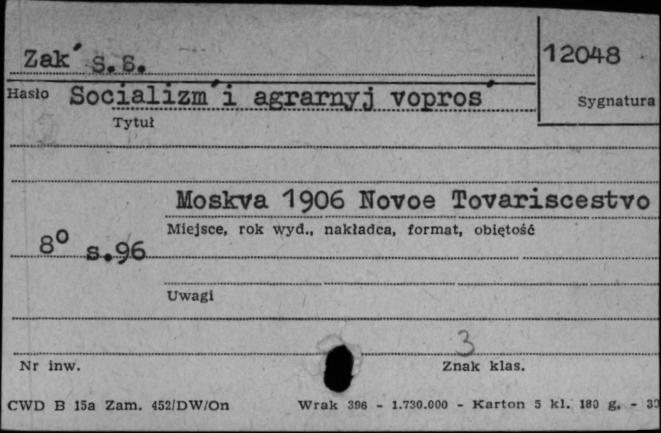 Zak' S.S.
12048
Hasło Socializm' i agrarnyj vopros'
Sygnatura
Tytuł
Moskva 1906 Novoe Tovariscestvo
Miejsce, rok wyd., nakładca, format, objętość
8° s.96
Uwagi
3
Nr inw. Znak klas.
CWD B 15a Zam. 452/DW/On Wrak 396 - 1.730.000 - Karton 5 kl. 180 g. - 30